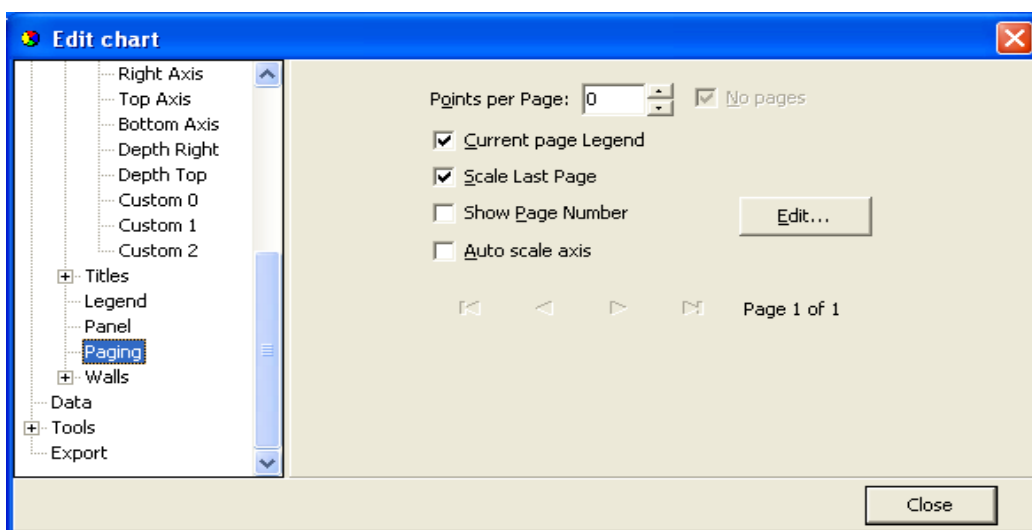 Edit chart
Right Axis
Top Axis
Bottom Axis
Depth Right
Depth Top
Custom 0
Custom 1
Custom 2
Titles
Legend
Panel
Paging
Walls
Data
Tools
Export
Points per Page: 0 No pages
Current page Legend
Scale Last Page
Show Page Number
Edit...
Auto scale axis
Page 1 of 1
Close